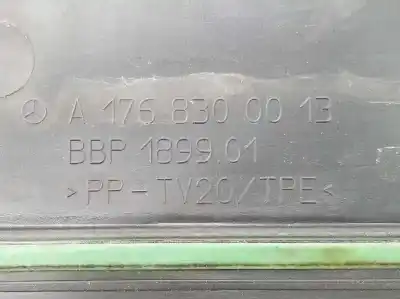 A 176 830 00 13
BBP 1899.01
>PP-TV20/TPE<